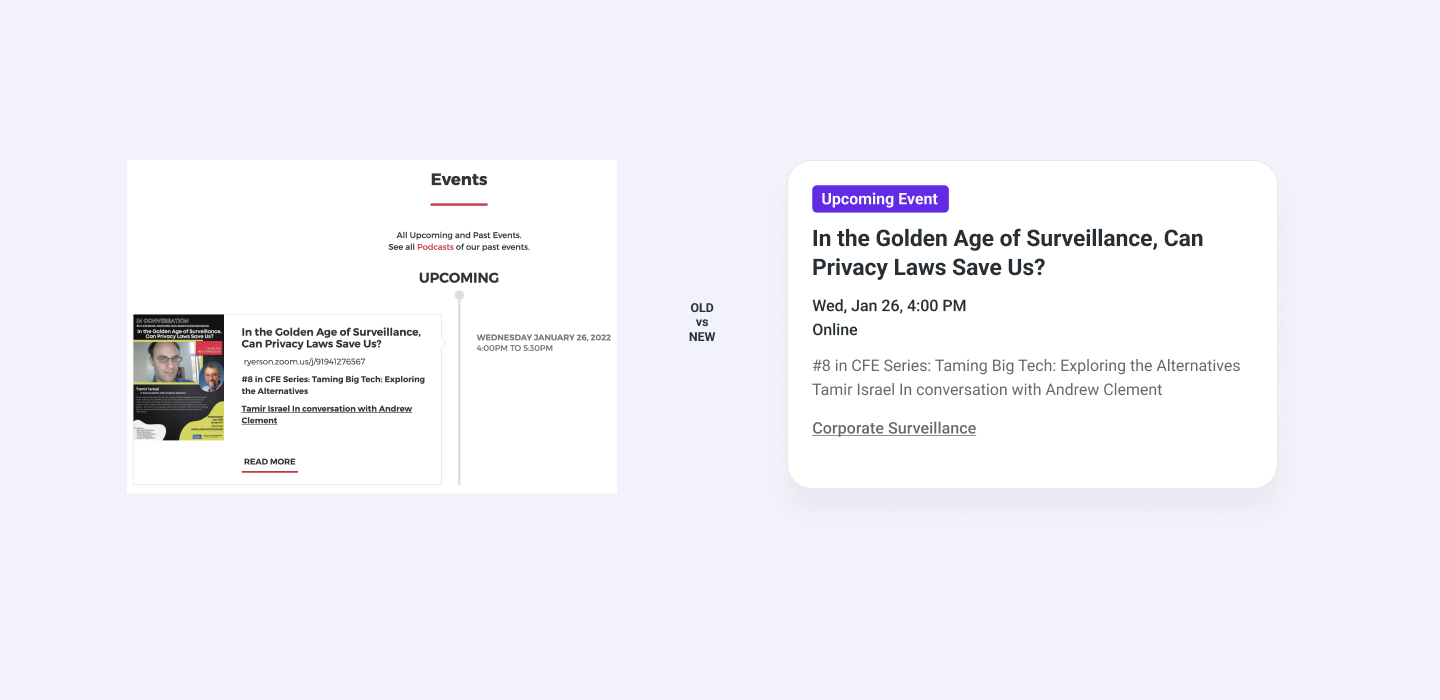 Events
All Upcoming and Past Events.
See all Podcasts of our past events.
UPCOMING
IN CONVERSATION
In the Golden Age of Surveillance,
Can Privacy Laws Save Us?
Tamir Israel
In the Golden Age of Surveillance,
Can Privacy Laws Save Us?
ryerson.zoom.us/j/91941276567
#8 in CFE Series: Taming Big Tech: Exploring
the Alternatives
Tamir Israel In conversation with Andrew
Clement
READ MORE
WEDNESDAY JANUARY 26, 2022
4:00PM TO 5:30PM
OLD
vs
NEW
Upcoming Event
In the Golden Age of Surveillance, Can
Privacy Laws Save Us?
Wed, Jan 26, 4:00 PM
Online
#8 in CFE Series: Taming Big Tech: Exploring the Alternatives
Tamir Israel In conversation with Andrew Clement
Corporate Surveillance